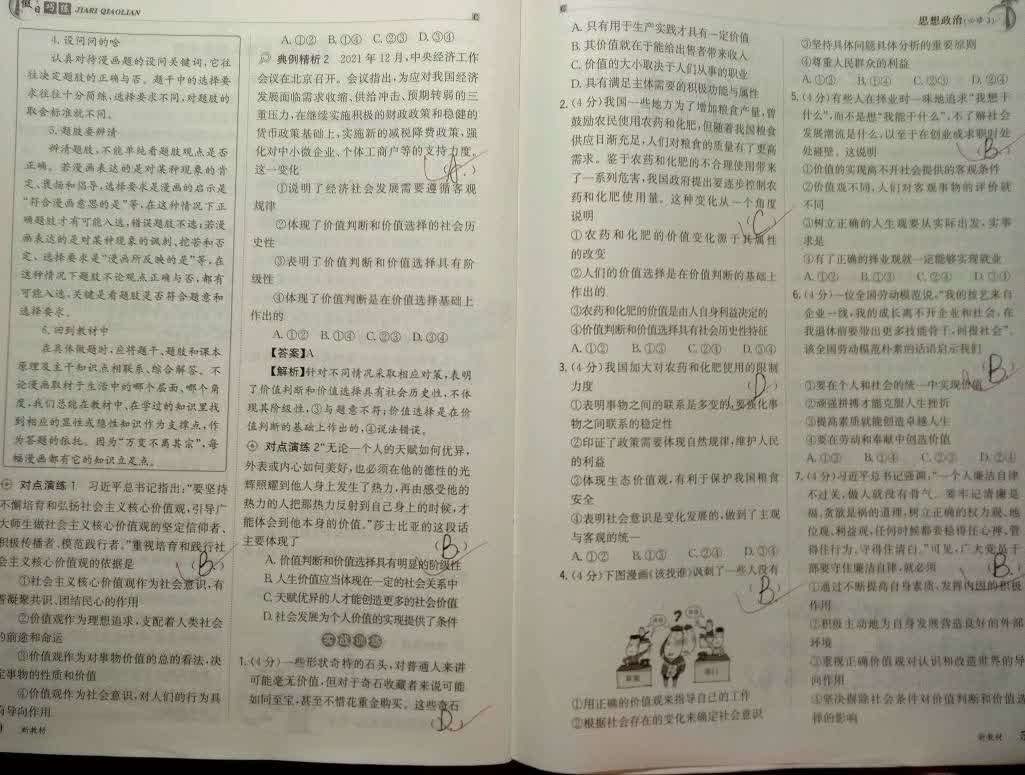 假日巧练 JIARI QIAOLIAN
4.设问问的啥
认真对待漫画题的设问关键词,它往
往决定题肢的正确与否。题干中的选择要
求往往十分简练、选择要求不同,对题肢的
取舍标准就不同。
5.题肢要辨清
辨清题肢,不能单纯看题肢观点是否
正确。若漫画表达的是对某种现象的肯
定、褒扬和倡导,选择要求是漫画的启示是
“符合漫画意思的是”等,在这种情况下正
确题肢才有可能入选,错误题肢不选;若漫
画表达的是对某种现象的讽刺、挖苦和否
定、选择要求是“漫画所反映的是”等,在
这种情况下题肢不论观点正确与否,都有
可能入选,关键是看题肢是否符合题意和
选择要求。
6.回到教材中
在具体做题时,应将题干、题肢和课本
原理及主干知识点相联系、综合解答。不
论漫画取材于生活中的哪个层面、哪个角
度,我们总能在教材中、在学过的知识里找
到相应的显性或隐性知识作为支撑点,作
为答题的依托。因为“万变不离其宗”,每
幅漫画都有它的知识立足点。
对点演练1 习近平总书记指出:“要坚持
不懈培育和弘扬社会主义核心价值观,引导广
大师生做社会主义核心价值观的坚定信仰者、
积极传播者、模范践行者。”重视培育和践行社
会主义核心价值观的依据是 (B)
①社会主义核心价值观作为社会意识,有
凝聚共识、团结民心的作用
②价值观作为理想追求,支配着人类社会
的前途和命运
③价值观作为对事物价值的总的看法,决
定事物的性质和价值
④价值观作为社会意识,对人们的行为具
有导向作用
新教材
A.①② B.①④ C.②③ D.③④
典例精析2 2021年12月,中央经济工作
会议在北京召开。会议指出,为应对我国经济
发展面临需求收缩、供给冲击、预期转弱的三
重压力,在继续实施积极的财政政策和稳健的
货币政策基础上,实施新的减税降费政策,强
化对中小微企业、个体工商户等的支持力度。
这一变化 (A)
①说明了经济社会发展需要遵循客观
规律
②体现了价值判断和价值选择的社会历
史性
③表明了价值判断和价值选择具有阶
级性
④体现了价值判断是在价值选择基础上
作出的
A.①② B.①④ C.②③ D.③④
【答案】A
【解析】针对不同情况采取相应对策,表明
了价值判断和价值选择具有社会历史性,不体
现其阶级性,③与题意不符;价值选择是在价
值判断的基础上作出的,④说法错误。
对点演练2 “无论一个人的天赋如何优异,
外表或内心如何美好,也必须在他的德性的光
辉照耀到他人身上发生了热力,再由感受他的
热力的人把那热力反射到自己身上的时候,才
能体会到他本身的价值。”莎士比亚的这段话
主要体现了 (B)
A.价值判断和价值选择具有明显的阶级性
B.人生价值应当体现在一定的社会关系中
C.天赋优异的人才能创造更多的社会价值
D.社会发展为个人价值的实现提供了条件
实战训练
1.(4分)一些形状奇特的石头,对普通人来讲
可能毫无价值,但对于奇石收藏者来说可能
如同至宝,甚至不惜花重金购买。这些奇石
(D)
思想政治(必修
A.只有用于生产实践才具有一定价值
B.其价值就在于能给出售者带来收入
C.价值的大小取决于人们从事的职业
D.具有满足主体需要的积极功能与属性
2.(4分)我国一些地方为了增加粮食产量,曾
鼓励农民使用农药和化肥,但随着我国粮食
供应日渐充足,人们对粮食的质量有了更高
需求。鉴于农药和化肥的不合理使用带来
了一系列危害,我国政府提出要逐步控制农
药和化肥使用量。这种变化从一个角度
说明 (C)
①农药和化肥的价值变化源于其属性
的改变
②人们的价值选择是在价值判断的基础上
作出的
③农药和化肥的价值是由人自身利益决定的
④价值判断和价值选择具有社会历史性特征
A.①② B.①③ C.②④ D.③④
3.(4分)我国加大对农药和化肥使用的限制
力度 (D)
①表明事物之间的联系是多变的,要强化事
物之间联系的稳定性
②印证了政策需要体现自然规律,维护人民
的利益
③体现生态价值观,有利于保护我国粮食
安全
④表明社会意识是变化发展的,做到了主观
与客观的统一
A.①② B.①③ C.②④ D.③④
4.(4分)下图漫画(该找谁)讽刺了一些人没有
(B)
①用正确的价值观来指导自己的工作
②根据社会存在的变化来确定社会意识
③坚持具体问题具体分析的重要原则
④尊重人民群众的利益
A.①③ B.①④ C.②③ D.②④
5.(4分)有些人在择业时一味地追求“我想干
什么”,而不是想“我能干什么”,不了解社会
发展潮流是什么,以至于在创业或求职时处
处碰壁。这说明 (B)
①价值的实现离不开社会提供的客观条件
②价值观不同,人们对客观事物的评价就
不同
③树立正确的人生观要从实际出发,实事
求是
④有了正确的择业观就一定能够实现就业
A.①② B.①③ C.②④ D.③④
6.(4分)一位全国劳动模范说,“我的技艺来自
企业一线,我的成长离不开企业和社会,在
我退休前要带出更多技能骨干,回报社会”。
该全国劳动模范朴素的话语启示我们
(B)
①要在个人和社会的统一中实现价值
②顽强拼搏才能克服人生挫折
③提高素质就能创造卓越人生
④要在劳动和奉献中创造价值
A.①③ B.①④ C.②③ D.②④
7.(4分)习近平总书记强调,“一个人廉洁自律
不过关,做人就没有骨气。要牢记清廉是
福、贪欲是祸的道理,树立正确的权力观、地
位观、利益观,任何时候都要稳得住心神、管
得住行为、守得住清白。”可见,广大党员干
部要守住廉洁自律,就必须 (B)
①通过不断提高自身素质、发挥内因的积极
作用
②积极主动地为自身发展营造良好的外部
环境
③重视正确价值观对认识和改造世界的导
向作用
④坚决摒除社会条件对价值判断和价值选
择的影响
新教材